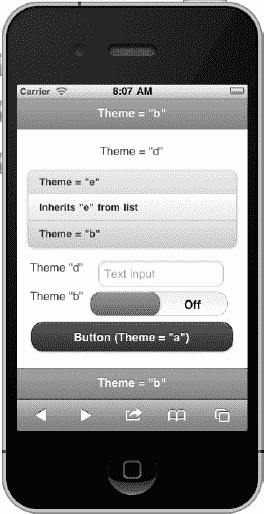 Carrier 8:07 AM
Theme = "b"
Theme = "d"
Theme = "e"
Inherits "e" from list
Theme = "b"
Theme "d" Text input
Theme "b" Off
Button (Theme = "a")
Theme = "b"